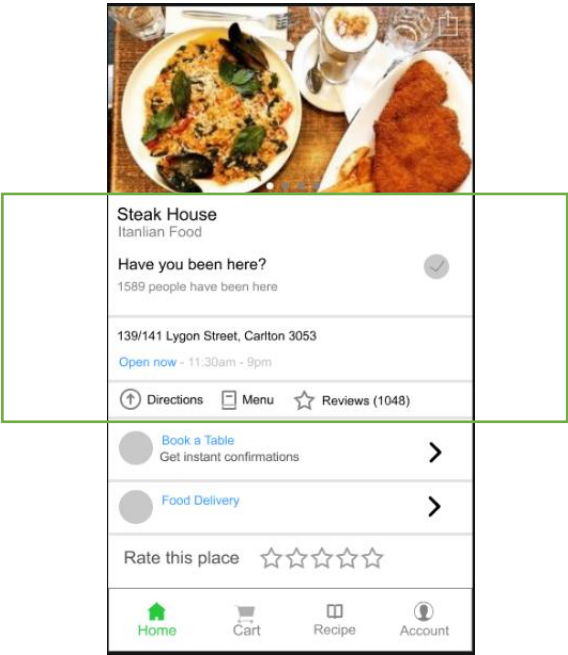 Steak House
Itanlian Food
Have you been here?
1589 people have been here
139/141 Lygon Street, Carlton 3053
Open now - 11.30am - 9pm
Directions Menu Reviews (1048)
Book a Table
Get instant confirmations
Food Delivery
Rate this place
Home Cart Recipe Account